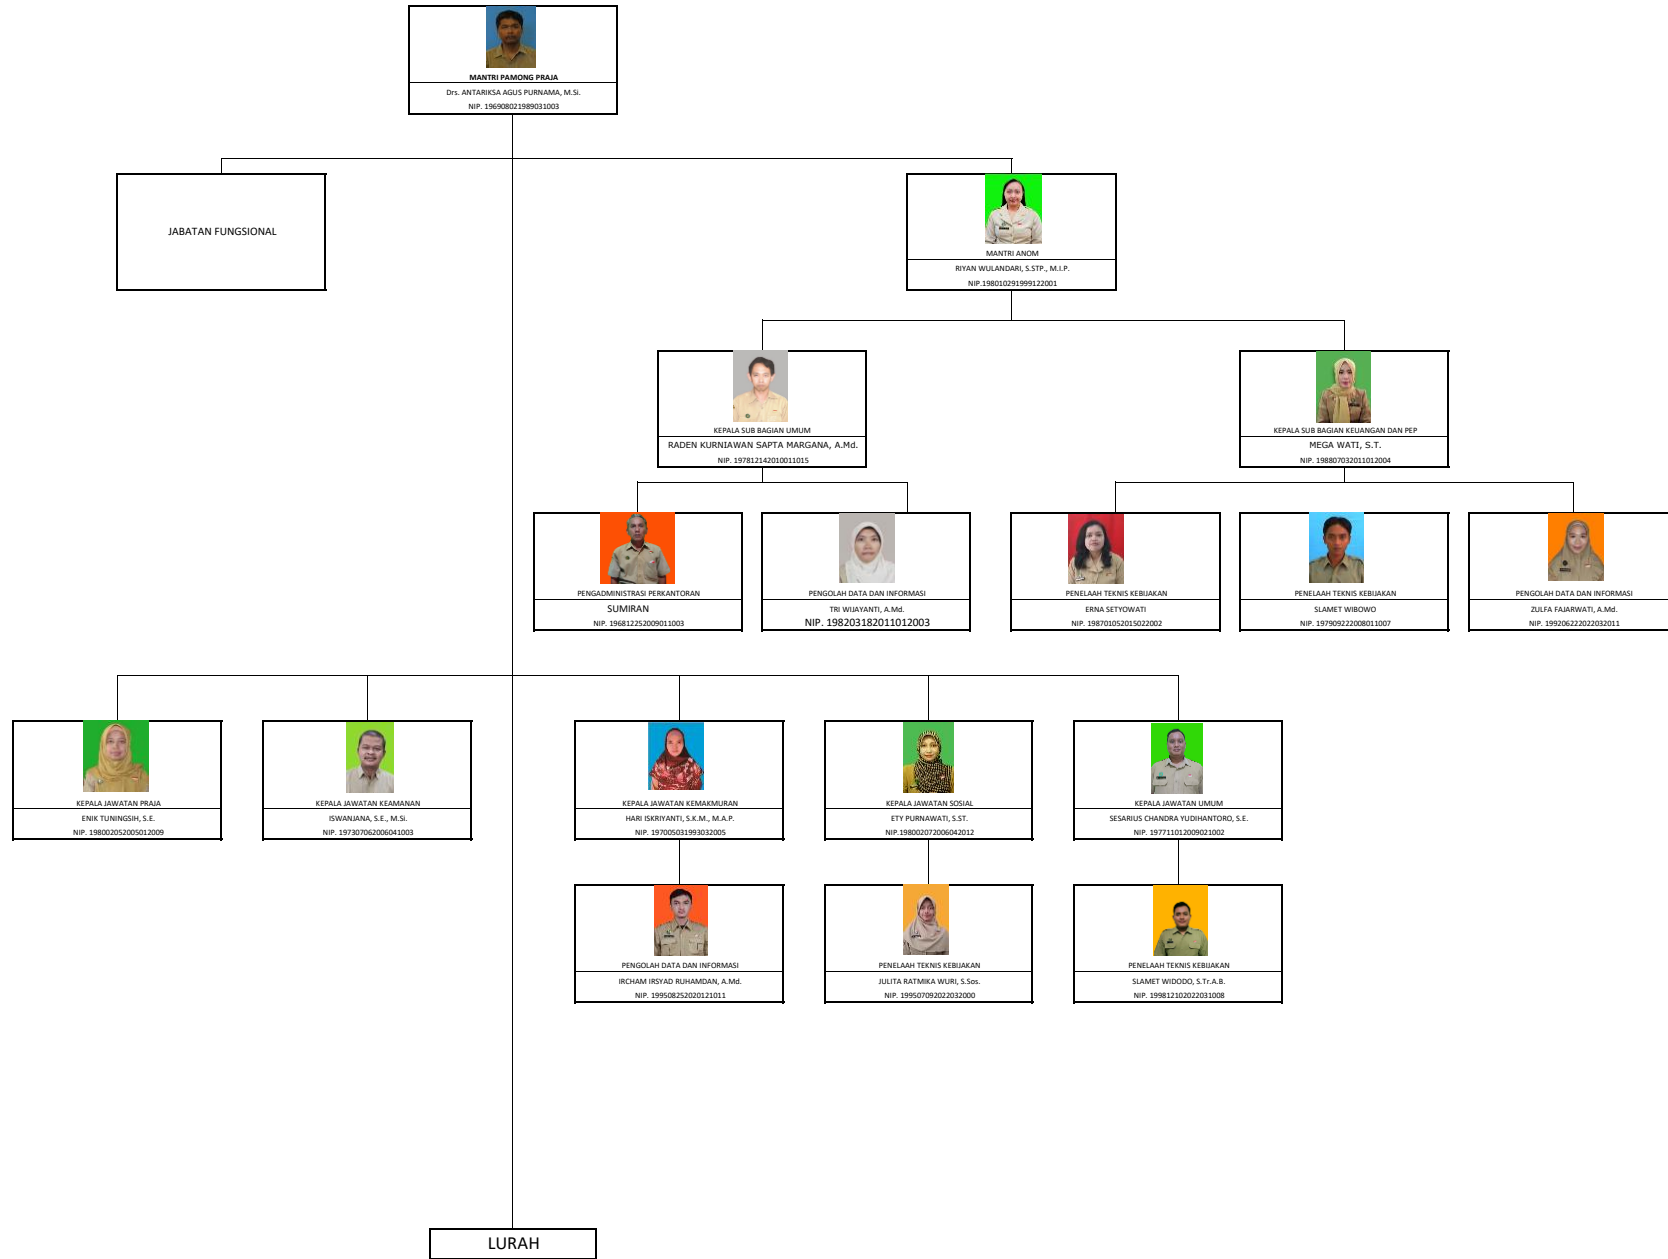 MANTRI PAMONG PRAJA
Drs. ANTARIKSA AGUS PURNAMA, M.Si.
NIP. 196908021989031003
JABATAN FUNGSIONAL
MANTRI ANOM
RIYAN WULANDARI, S.STP., M.I.P.
NIP.198010291999122001
KEPALA SUB BAGIAN UMUM
RADEN KURNIAWAN SAPTA MARGANA, A.Md.
NIP. 197812142010011015
KEPALA SUB BAGIAN KEUANGAN DAN PEP
MEGA WATI, S.T.
NIP. 198807032011012004
PENGADMINISTRASI PERKANTORAN
SUMIRAN
NIP. 196812252009011003
PENGOLAH DATA DAN INFORMASI
TRI WIJAYANTI, A.Md.
NIP. 198203182011012003
PENELAAH TEKNIS KEBIJAKAN
ERNA SETYOWATI
NIP. 198701052015022002
PENELAAH TEKNIS KEBIJAKAN
SLAMET WIBOWO
NIP. 197909222008011007
PENGOLAH DATA DAN INFORMASI
ZULFA FAJARWATI, A.Md.
NIP. 199206222022032011
KEPALA JAWATAN PRAJA
ENIK TUNINGSIH, S.E.
NIP. 198002052005012009
KEPALA JAWATAN KEAMANAN
ISWANJANA, S.E., M.Si.
NIP. 197307062006041003
KEPALA JAWATAN KEMAKMURAN
HARI ISKRIYANTI, S.K.M., M.A.P.
NIP. 197005031993032005
KEPALA JAWATAN SOSIAL
ETY PURNAWATI, S.ST.
NIP.198002072006042012
KEPALA JAWATAN UMUM
SESARIUS CHANDRA YUDIHANTORO, S.E.
NIP. 197711012009021002
PENGOLAH DATA DAN INFORMASI
IRCHAM IRSYAD RUHAMDAN, A.Md.
NIP. 199508252020121011
PENELAAH TEKNIS KEBIJAKAN
JULITA RATMIKA WURI, S.Sos.
NIP. 199507092022032000
PENELAAH TEKNIS KEBIJAKAN
SLAMET WIDODO, S.Tr.A.B.
NIP. 199812102022031008
LURAH